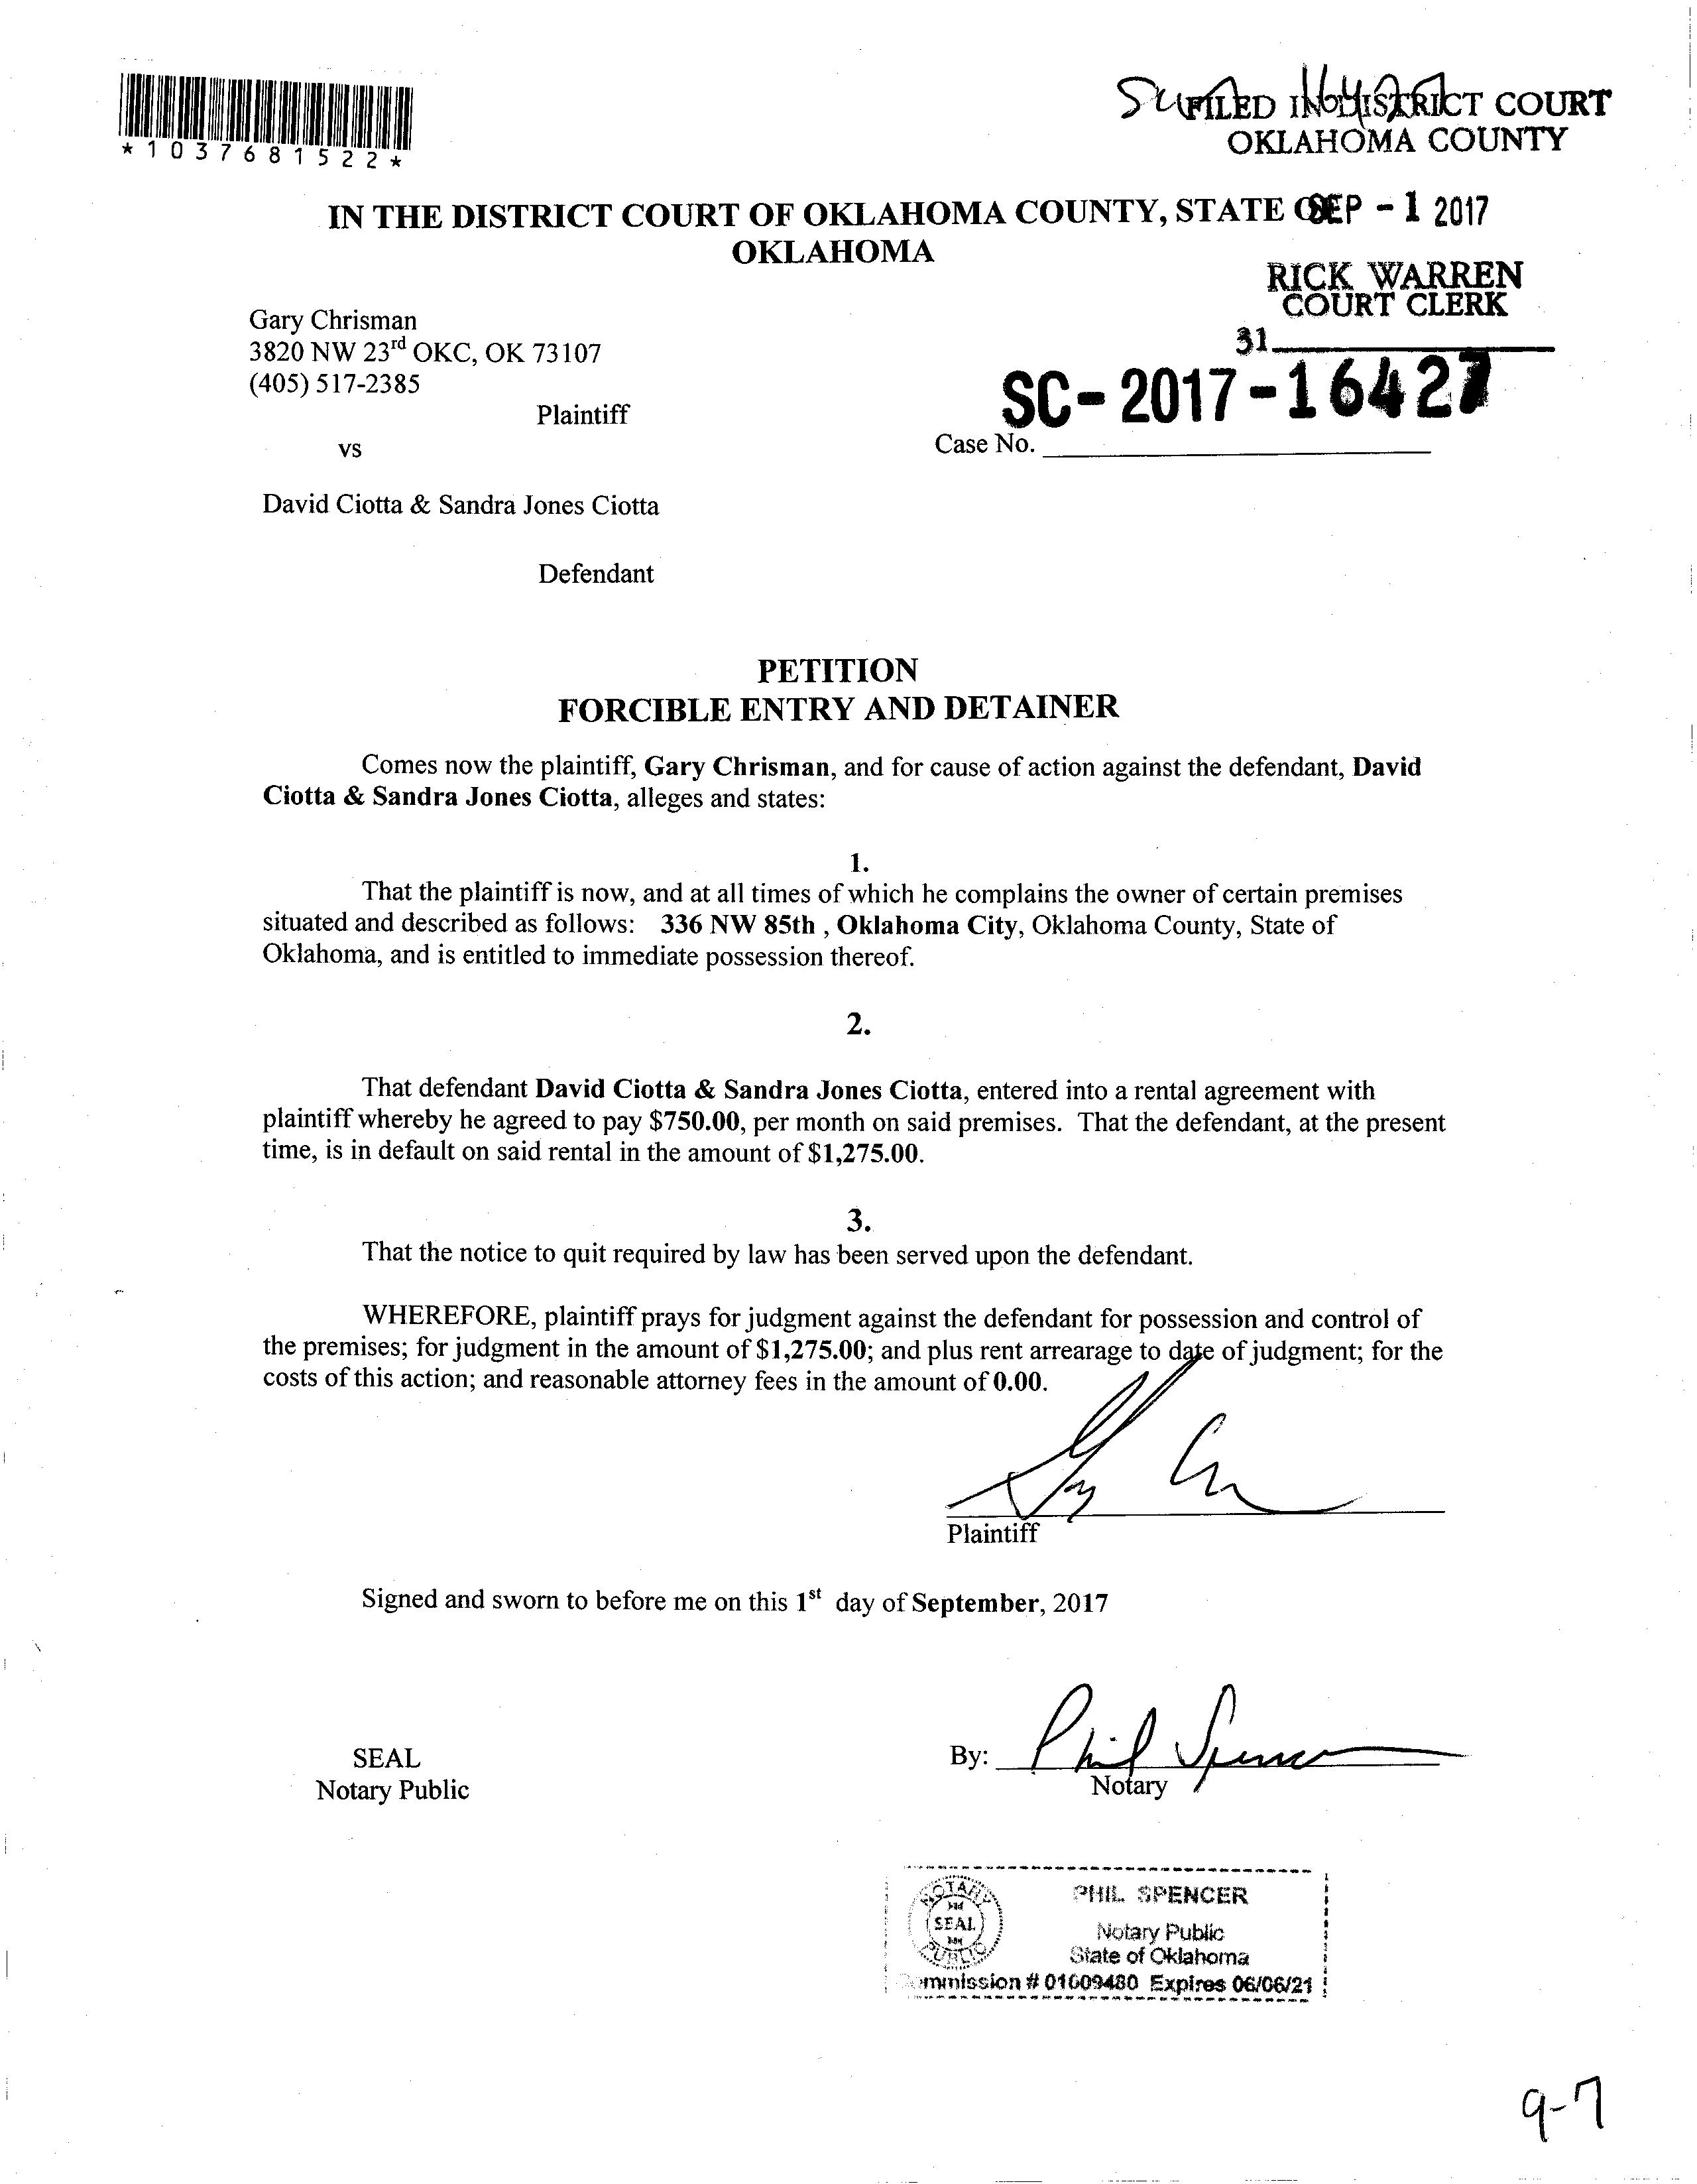 *1037681522*
FILED IN DISTRICT COURT
OKLAHOMA COUNTY
IN THE DISTRICT COURT OF OKLAHOMA COUNTY, STATE OF
SEP - 1 2017
OKLAHOMA
RICK WARREN
COURT CLERK
31
Gary Chrisman
3820 NW 23rd OKC, OK 73107
(405) 517-2385
Plaintiff
SC-2017-16427
vs
Case No.
David Ciotta & Sandra Jones Ciotta
Defendant
PETITION
FORCIBLE ENTRY AND DETAINER
Comes now the plaintiff, Gary Chrisman, and for cause of action against the defendant, David
Ciotta & Sandra Jones Ciotta, alleges and states:
1.
That the plaintiff is now, and at all times of which he complains the owner of certain premises
situated and described as follows: 336 NW 85th , Oklahoma City, Oklahoma County, State of
Oklahoma, and is entitled to immediate possession thereof.
2.
That defendant David Ciotta & Sandra Jones Ciotta, entered into a rental agreement with
plaintiff whereby he agreed to pay $750.00, per month on said premises. That the defendant, at the present
time, is in default on said rental in the amount of $1,275.00.
3.
That the notice to quit required by law has been served upon the defendant.
WHEREFORE, plaintiff prays for judgment against the defendant for possession and control of
the premises; for judgment in the amount of $1,275.00; and plus rent arrearage to date of judgment; for the
costs of this action; and reasonable attorney fees in the amount of 0.00.
Plaintiff
Signed and sworn to before me on this 1st day of September, 2017
SEAL
Notary Public
By: Phil Spencer
Notary
NOTARY
SEAL
PUBLIC
PHIL SPENCER
Notary Public
State of Oklahoma
Commission # 01009480 Expires 06/06/21
9-7